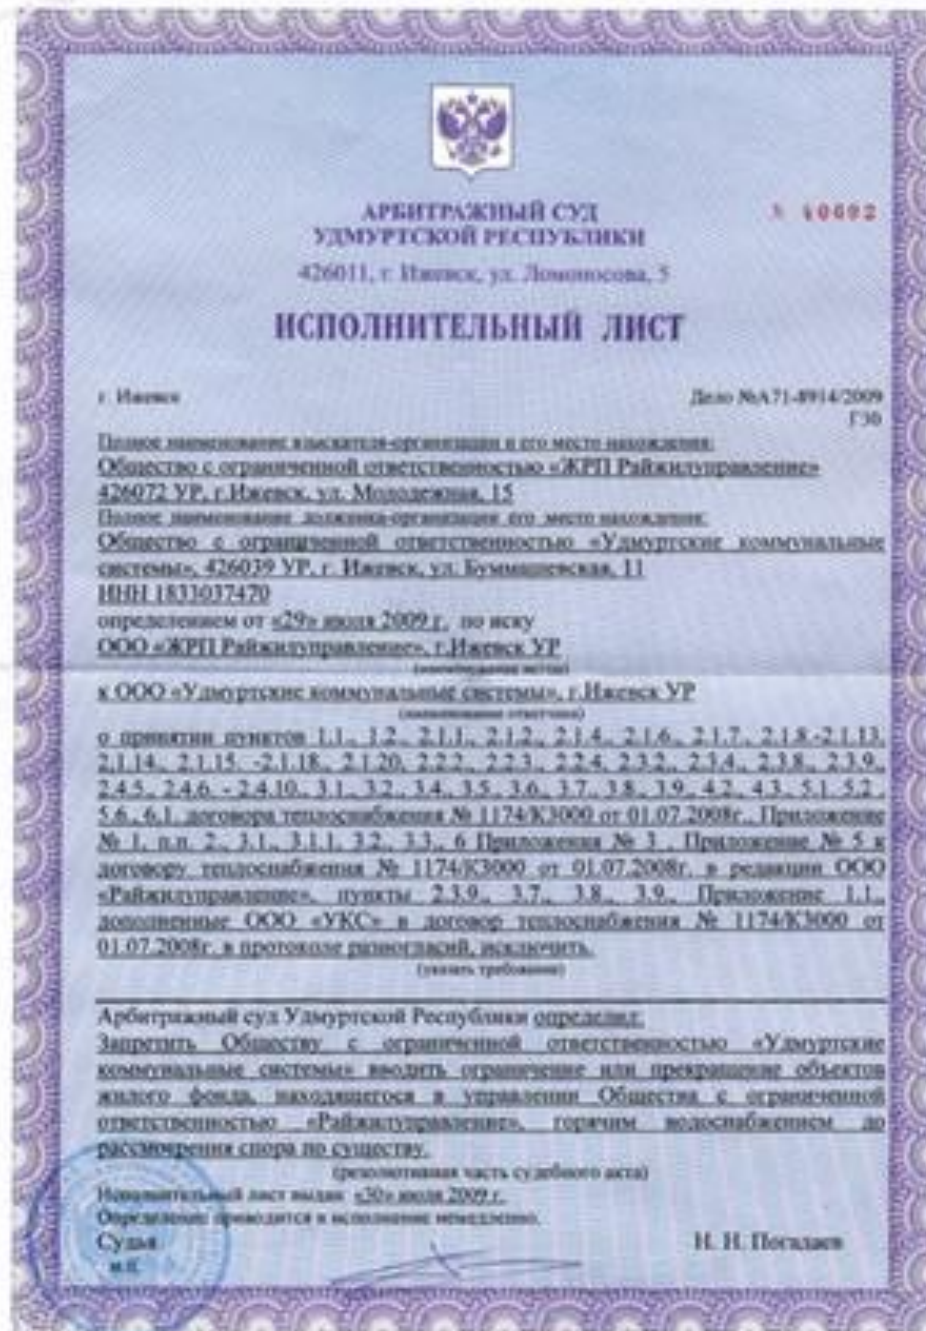 АРБИТРАЖНЫЙ СУД
УДМУРТСКОЙ РЕСПУБЛИКИ
426011, г. Ижевск, ул. Ломоносова, 5
ИСПОЛНИТЕЛЬНЫЙ ЛИСТ
г. Ижевск
Дело №А71-8914/2009
Г30
Полное наименование взыскателя-организации и его место нахождения:
Общество с ограниченной ответственностью «ЖРП Райжилуправление»
426072 УР, г.Ижевск, ул. Молодежная, 15
Полное наименование должника-организации его место нахождения:
Общество с ограниченной ответственностью «Удмуртские коммунальные
системы», 426039 УР, г. Ижевск, ул. Буммашевская, 11
ИНН 1833037470
определением от «29» июля 2009 г. по иску
ООО «ЖРП Райжилуправление», г.Ижевск УР
(наименование истца)
к ООО «Удмуртские коммунальные системы», г.Ижевск УР
(наименование ответчика)
о принятии пунктов 1.1., 1.2., 2.1.1., 2.1.2., 2.1.4., 2.1.6., 2.1.7., 2.1.8.-2.1.13,
2.1.14., 2.1.15. -2.1.18., 2.1.20, 2.2.2., 2.2.3., 2.2.4, 2.3.2., 2.3.4., 2.3.8., 2.3.9.,
2.4.5., 2.4.6. - 2.4.10., 3.1., 3.2., 3.4., 3.5., 3.6., 3.7., 3.8., 3.9., 4.2., 4.3., 5.1, 5.2.,
5.6., 6.1. договора теплоснабжения № 1174/К3000 от 01.07.2008г., Приложение
№ 1, п.п. 2., 3.1., 3.1.1, 3.2., 3.3., 6 Приложения № 3 , Приложение № 5 к
договору теплоснабжения № 1174/К3000 от 01.07.2008г. в редакции ООО
«Райжилуправление», пункты 2.3.9., 3.7., 3.8., 3.9., Приложение 1.1.,
дополненные ООО «УКС» в договор теплоснабжения № 1174/К3000 от
01.07.2008г. в протоколе разногласий, исключить.
(указать требования)
Арбитражный суд Удмуртской Республики определил:
Запретить Обществу с ограниченной ответственностью «Удмуртские
коммунальные системы» вводить ограничение или прекращение объектов
жилого фонда, находящегося в управлении Общества с ограниченной
ответственностью «Райжилуправление», горячим водоснабжением до
рассмотрения спора по существу.
(резолютивная часть судебного акта)
Исполнительный лист выдан «30» июля 2009 г.
Определение приводится в исполнение немедленно.
Судья
Н. Н. Погадаев
м.п.